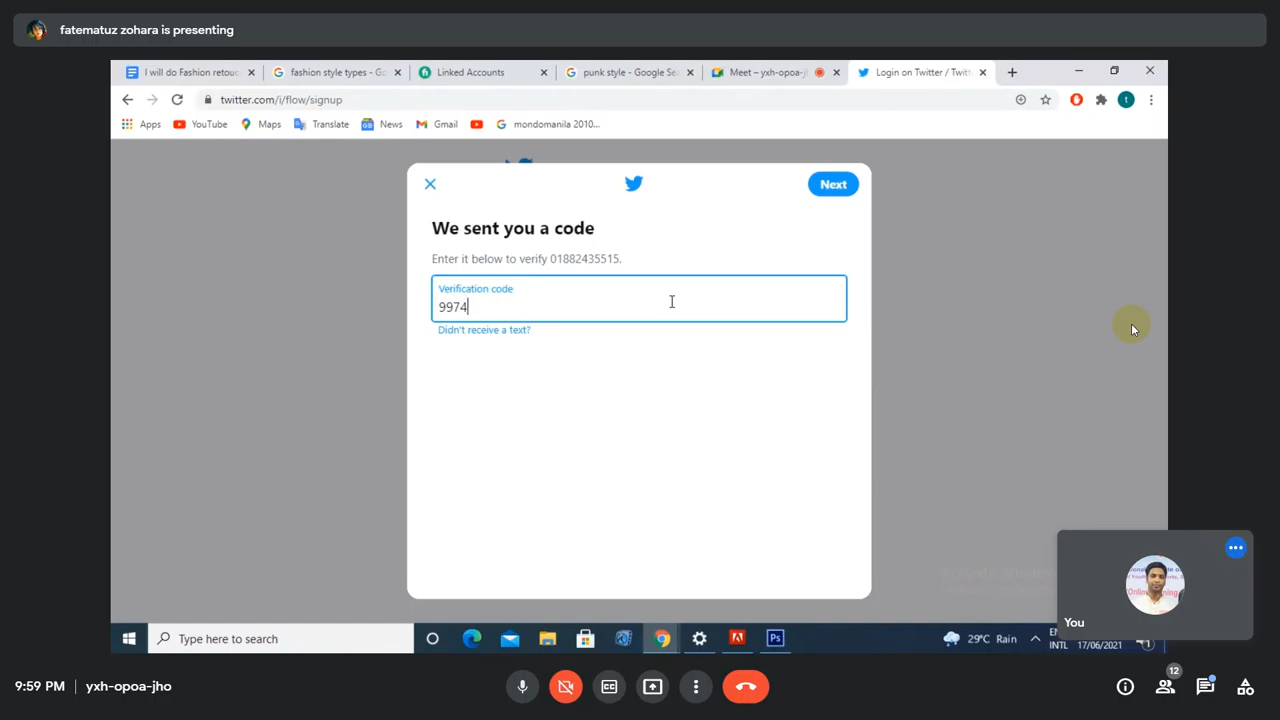 fatematuz zohara is presenting
I will do Fashion retouc
fashion style types - Go
Linked Accounts
punk style - Google Se
Meet – yxh-opoa-j
Login on Twitter / Twitt
twitter.com/i/flow/signup
Apps
YouTube
Maps
Translate
News
Gmail
mondomanila 2010...
Next
We sent you a code
Enter it below to verify 01882435515.
Verification code
9974
Didn't receive a text?
You
Type here to search
29°C Rain
INTL
17/06/2021
9:59 PM
yxh-opoa-jho
12